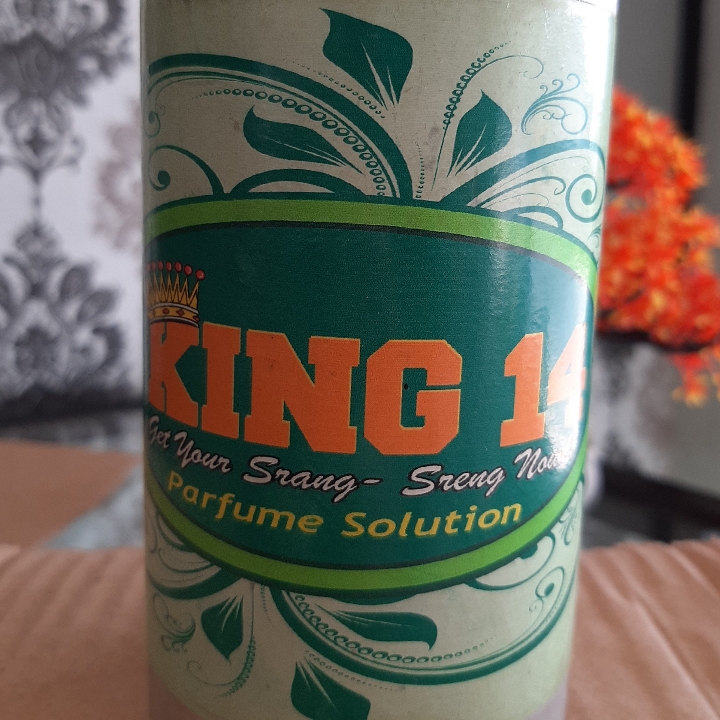 KING 14
Get Your Srang- Sreng Now!
Parfume Solution